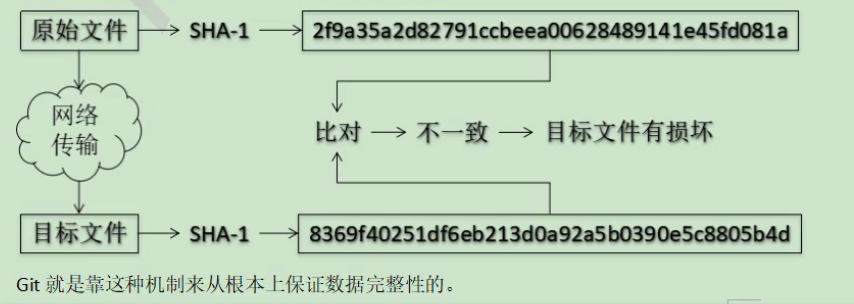 原始文件 SHA-1 2f9a35a2d82791ccbeea00628489141e45fd081a
网络
传输
比对 不一致 目标文件有损坏
目标文件 SHA-1 8369f40251df6eb213d0a92a5b0390e5c8805b4d
Git 就是靠这种机制来从根本上保证数据完整性的。